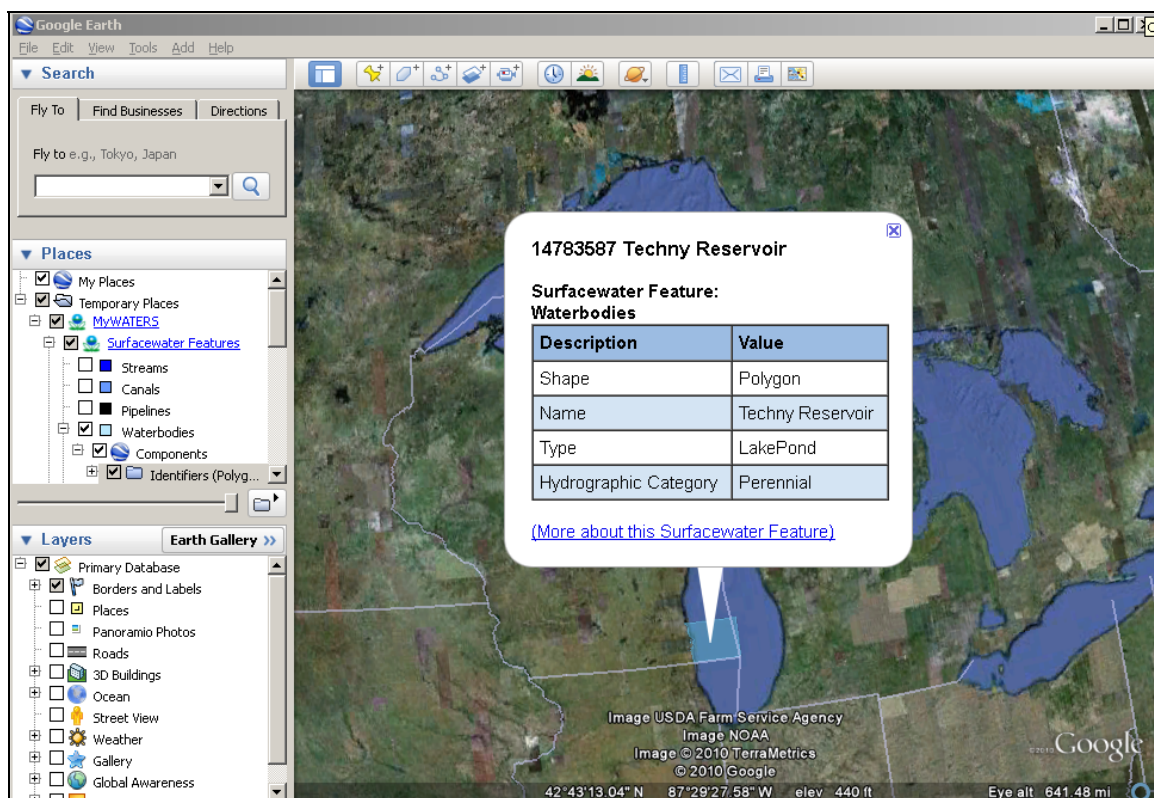 Google Earth
File Edit View Tools Add Help
Search
Fly To Find Businesses Directions
Fly to e.g., Tokyo, Japan
Places
My Places
Temporary Places
MyWATERS
Surfacewater Features
Streams
Canals
Pipelines
Waterbodies
Components
Identifiers (Polyg...
Layers Earth Gallery >>
Primary Database
Borders and Labels
Places
Panoramio Photos
Roads
3D Buildings
Ocean
Street View
Weather
Gallery
Global Awareness
14783587 Techny Reservoir
Surfacewater Feature:
Waterbodies
Description Value
Shape Polygon
Name Techny Reservoir
Type LakePond
Hydrographic Category Perennial
(More about this Surfacewater Feature)
Image USDA Farm Service Agency
Image NOAA
Image © 2010 TerraMetrics
© 2010 Google
©2010 Google
42°43'13.04" N 87°29'27.58" W elev 440 ft Eye alt 641.48 mi